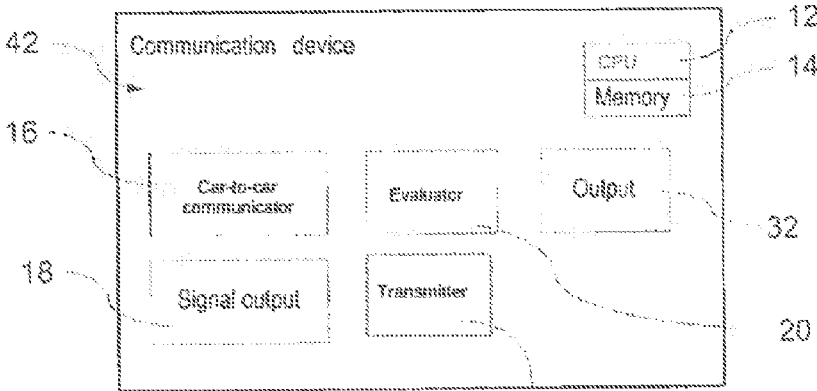 Communication device
42
12
CPU
14
Memory
16
Car-to-car
communicator
Evaluator
Output
32
18
Signal output
Transmitter
20